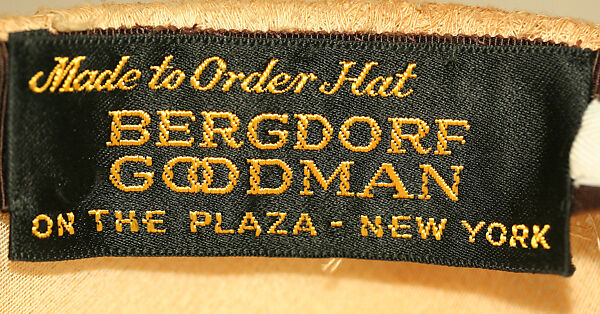 Made to Order Hat
BERGDORF
GOODMAN
ON THE PLAZA - NEW YORK